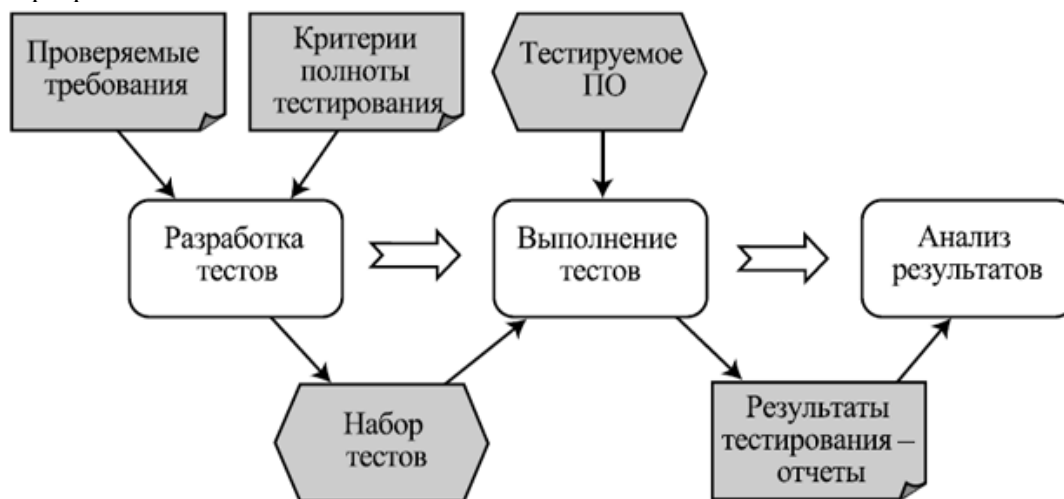 Проверяемые
требования
Критерии
полноты
тестирования
Тестируемое
ПО
Разработка
тестов
Выполнение
тестов
Анализ
результатов
Набор
тестов
Результаты
тестирования –
отчеты